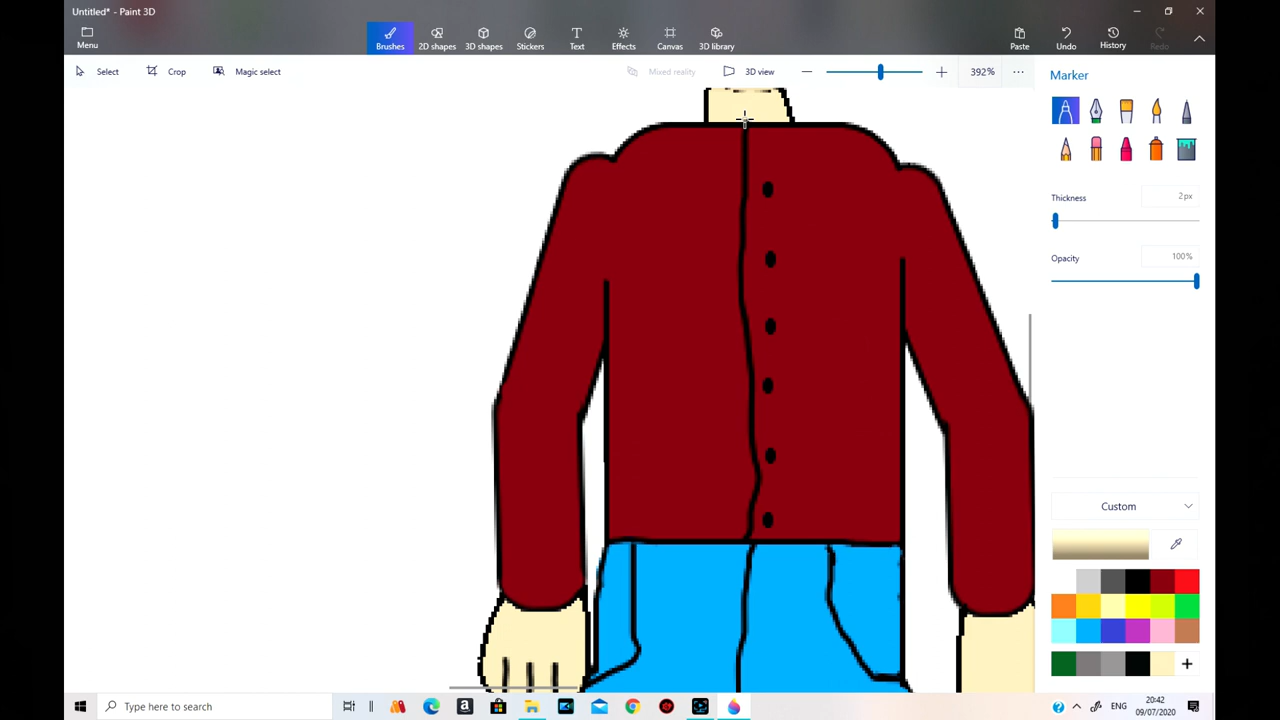 Untitled* - Paint 3D
Menu
Brushes
2D shapes
3D shapes
Stickers
Text
Effects
Canvas
3D library
Paste
Undo
History
Redo
Select
Crop
Magic select
Mixed reality
3D view
392%
Marker
Thickness
2px
Opacity
100%
Custom
Type here to search
ENG
20:42
09/07/2020